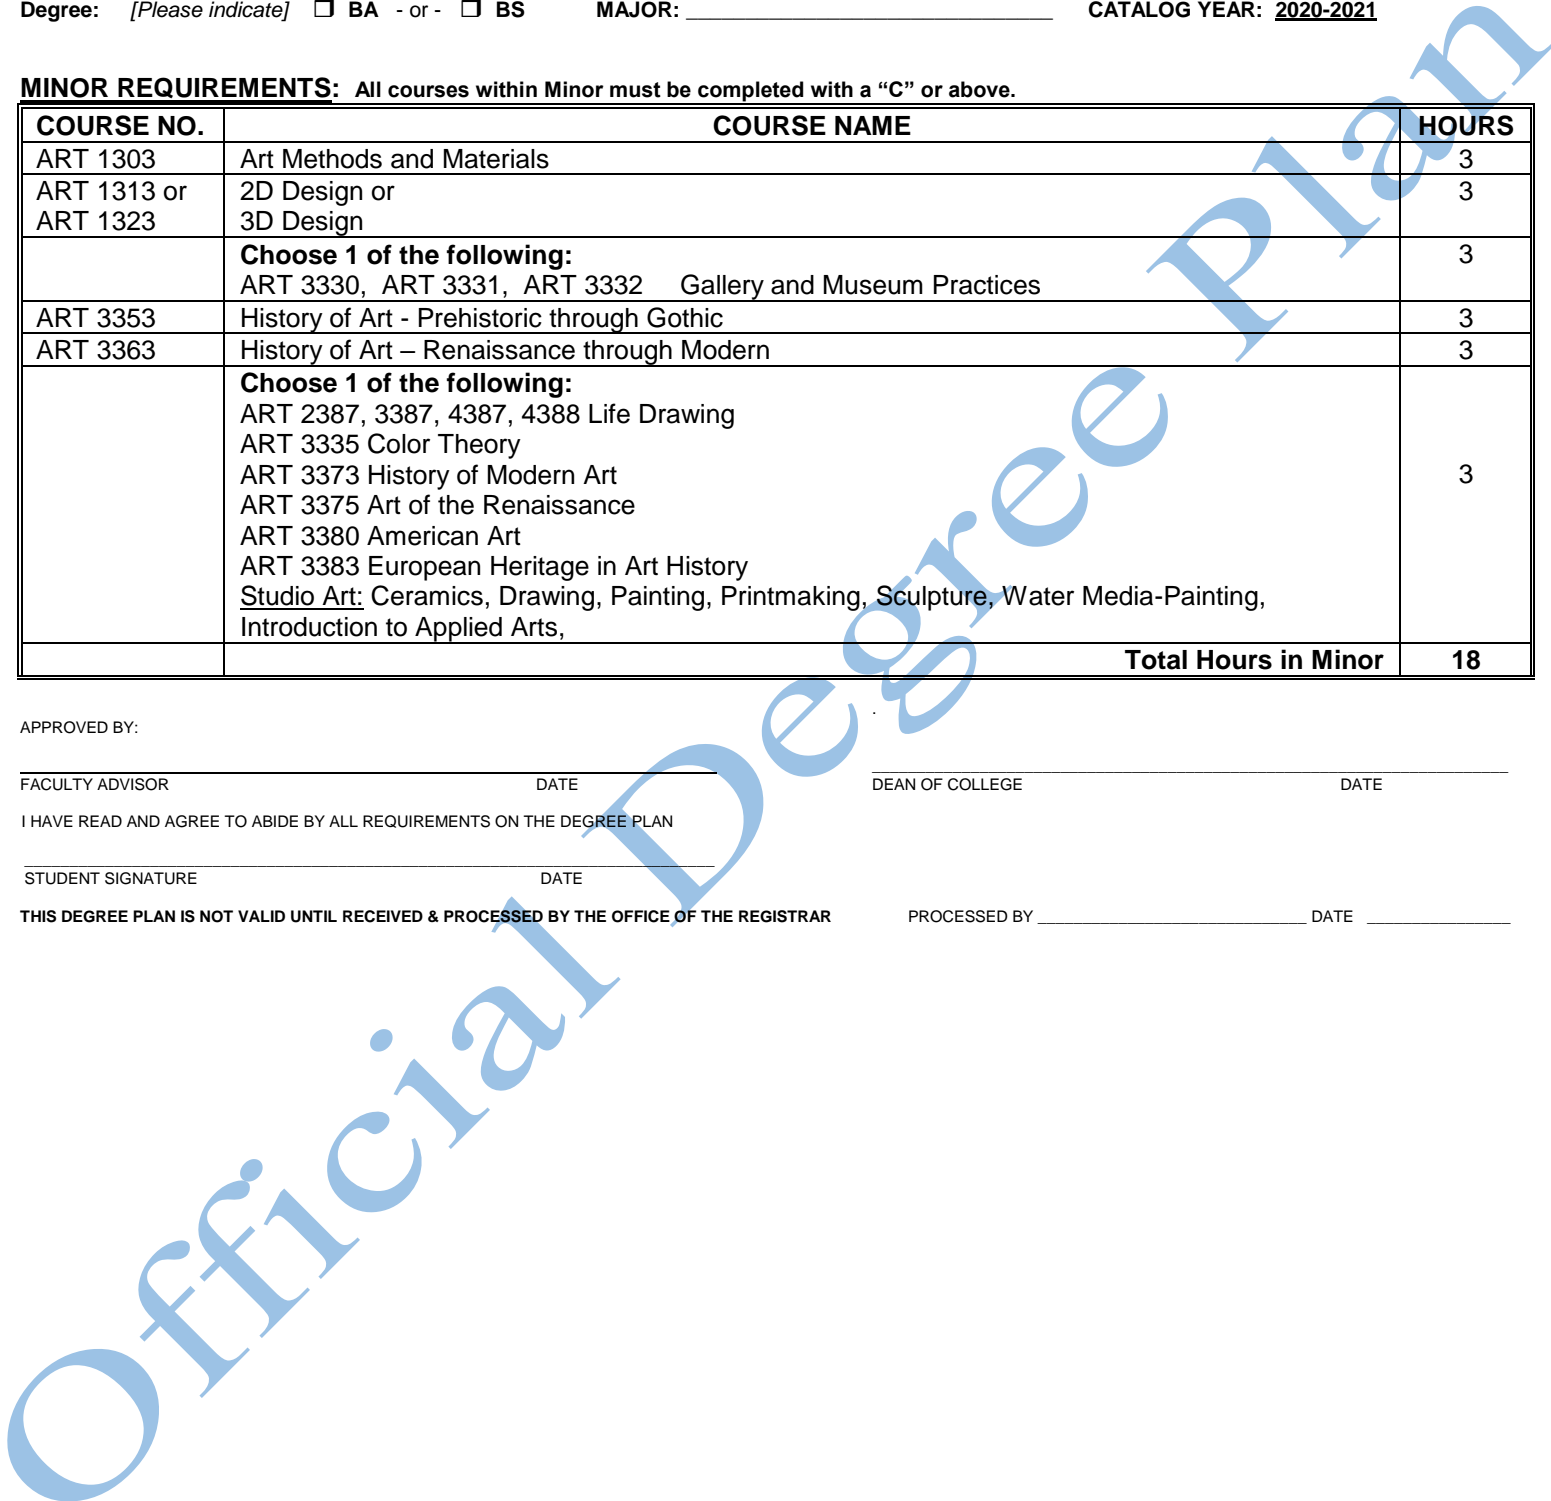 Degree: [Please indicate] ❒ BA - or - ❒ BS MAJOR: ______________________________ CATALOG YEAR: 2020-2021
MINOR REQUIREMENTS: All courses within Minor must be completed with a “C” or above.
COURSE NO. COURSE NAME HOURS
ART 1303 Art Methods and Materials 3
ART 1313 or 2D Design or 3
ART 1323 3D Design
Choose 1 of the following: 3
ART 3330, ART 3331, ART 3332 Gallery and Museum Practices
ART 3353 History of Art - Prehistoric through Gothic 3
ART 3363 History of Art – Renaissance through Modern 3
Choose 1 of the following:
ART 2387, 3387, 4387, 4388 Life Drawing
ART 3335 Color Theory
ART 3373 History of Modern Art 3
ART 3375 Art of the Renaissance
ART 3380 American Art
ART 3383 European Heritage in Art History
Studio Art: Ceramics, Drawing, Painting, Printmaking, Sculpture, Water Media-Painting,
Introduction to Applied Arts,
Total Hours in Minor 18
.
APPROVED BY:
FACULTY ADVISOR DATE DEAN OF COLLEGE DATE
I HAVE READ AND AGREE TO ABIDE BY ALL REQUIREMENTS ON THE DEGREE PLAN
STUDENT SIGNATURE DATE
THIS DEGREE PLAN IS NOT VALID UNTIL RECEIVED & PROCESSED BY THE OFFICE OF THE REGISTRAR PROCESSED BY ______________________________ DATE ________________
Official Degree Plan